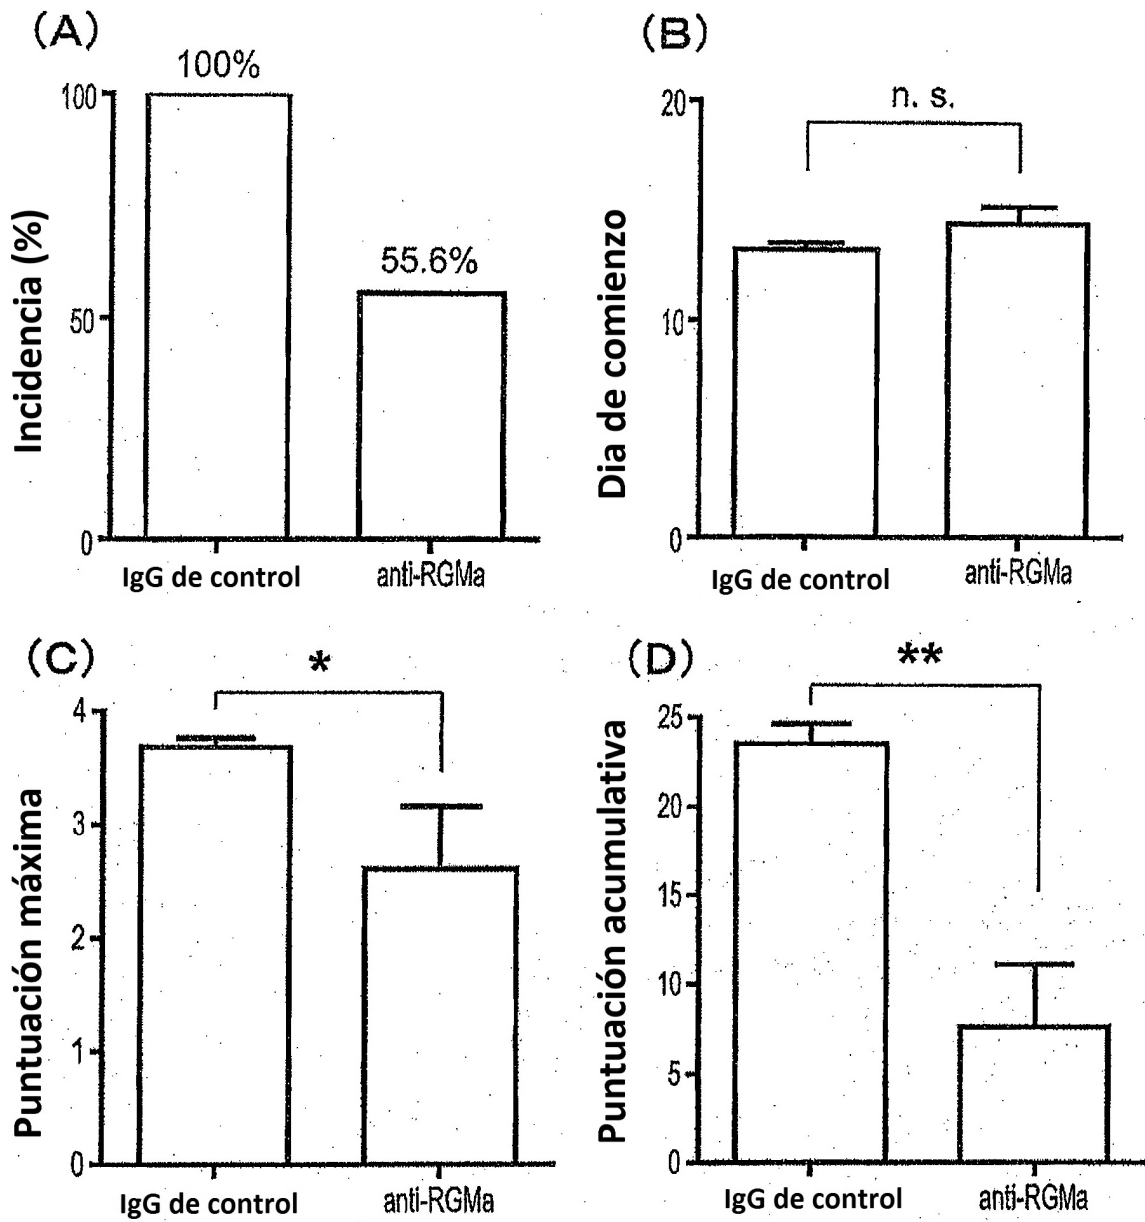 (A)
100%
100
50
0
Incidencia (%)
55.6%
IgG de control
anti-RGMa
(B)
n. s.
20
10
0
Dia de comienzo
IgG de control
anti-RGMa
(C)
*
4
3
2
1
0
Puntuación máxima
IgG de control
anti-RGMa
(D)
**
25
20
15
10
5
0
Puntuación acumulativa
IgG de control
anti-RGMa